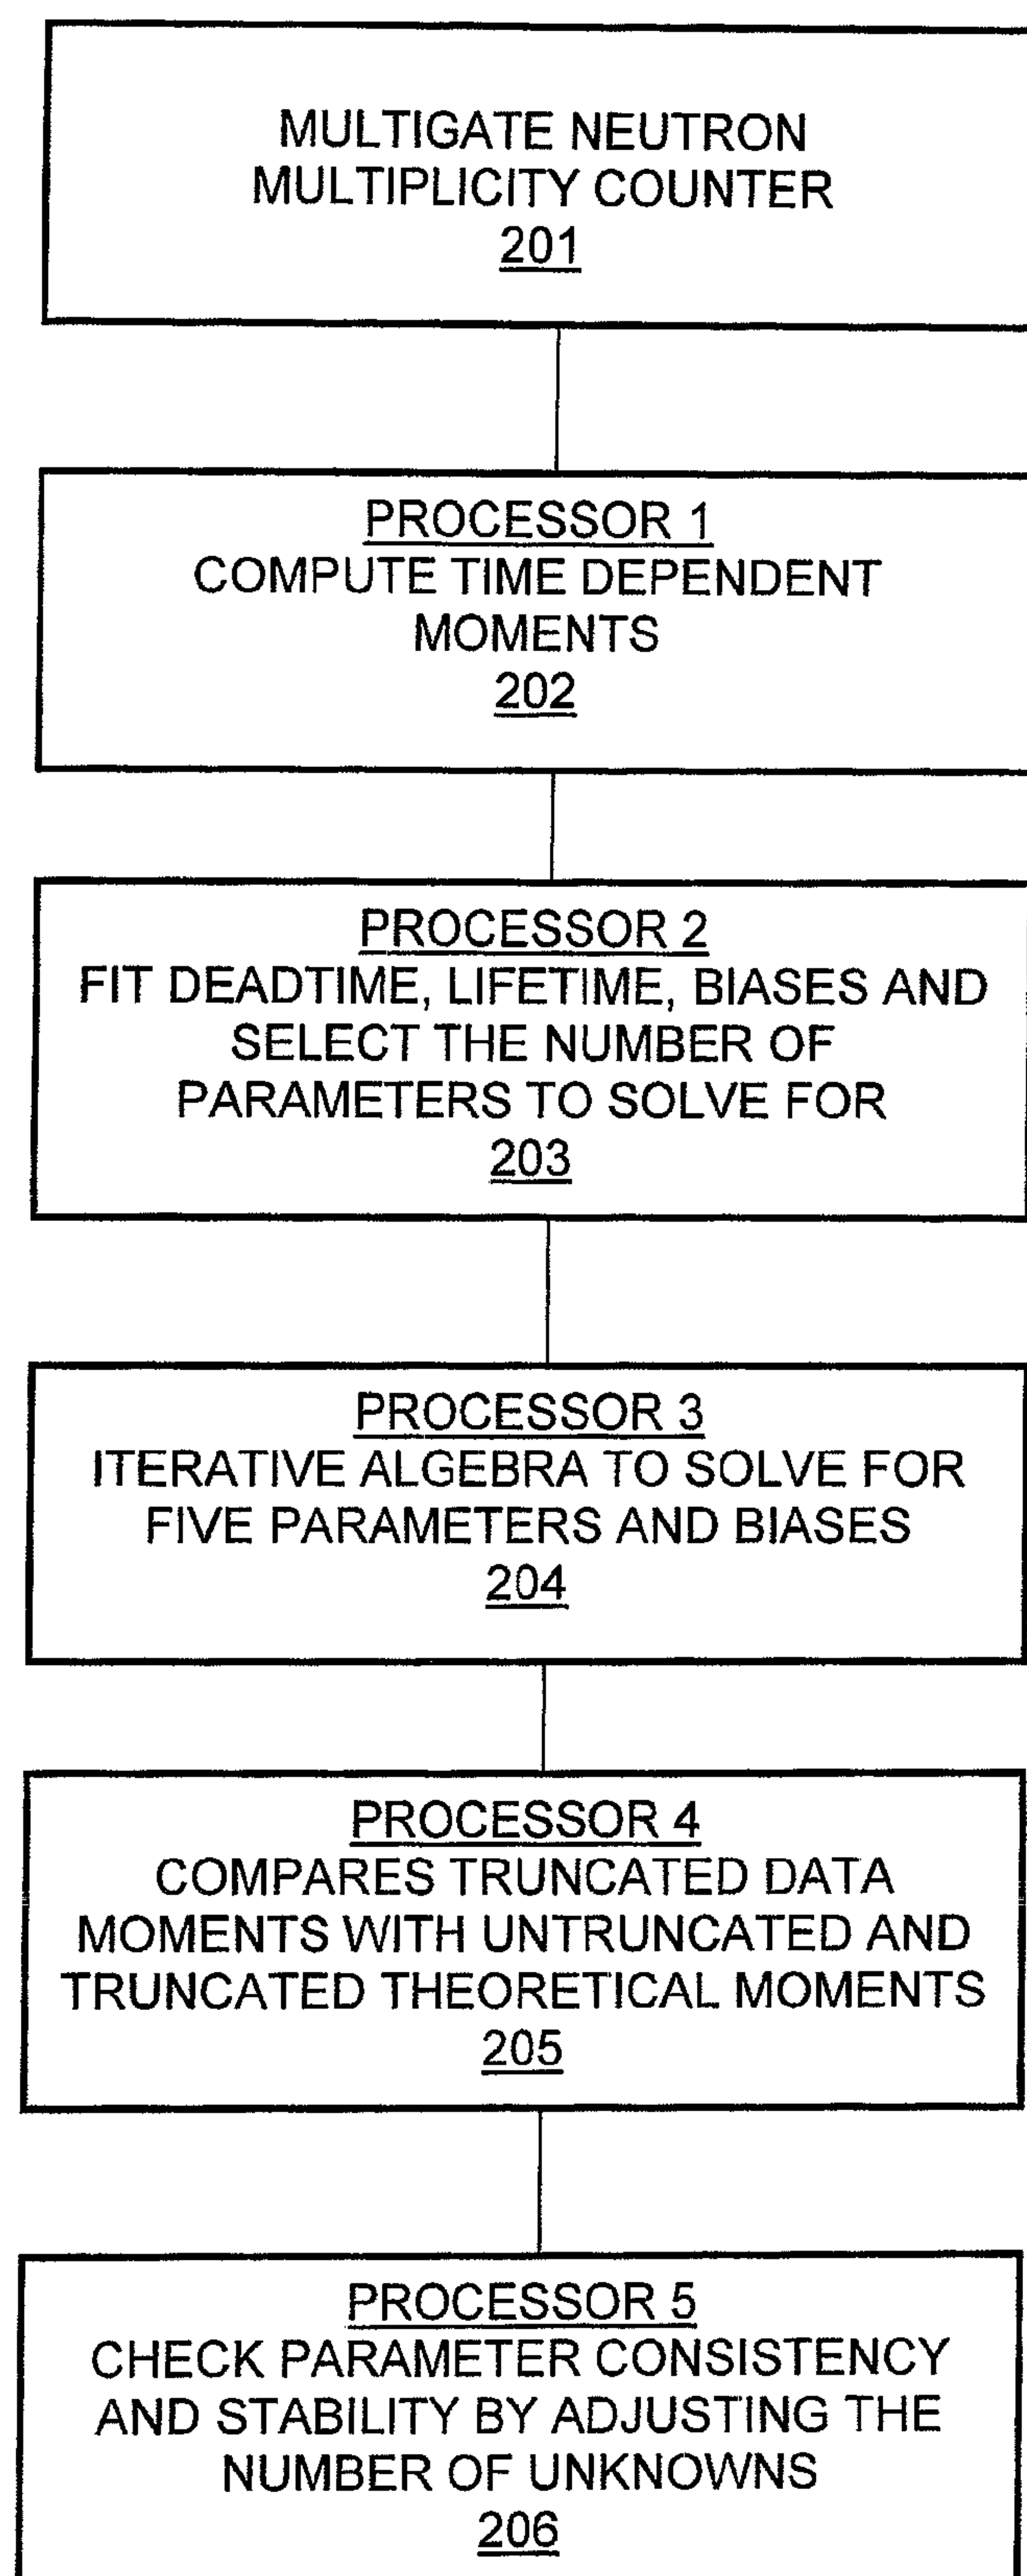 MULTIGATE NEUTRON
MULTIPLICITY COUNTER
201
PROCESSOR 1
COMPUTE TIME DEPENDENT
MOMENTS
202
PROCESSOR 2
FIT DEADTIME, LIFETIME, BIASES AND
SELECT THE NUMBER OF
PARAMETERS TO SOLVE FOR
203
PROCESSOR 3
ITERATIVE ALGEBRA TO SOLVE FOR
FIVE PARAMETERS AND BIASES
204
PROCESSOR 4
COMPARES TRUNCATED DATA
MOMENTS WITH UNTRUNCATED AND
TRUNCATED THEORETICAL MOMENTS
205
PROCESSOR 5
CHECK PARAMETER CONSISTENCY
AND STABILITY BY ADJUSTING THE
NUMBER OF UNKNOWNS
206